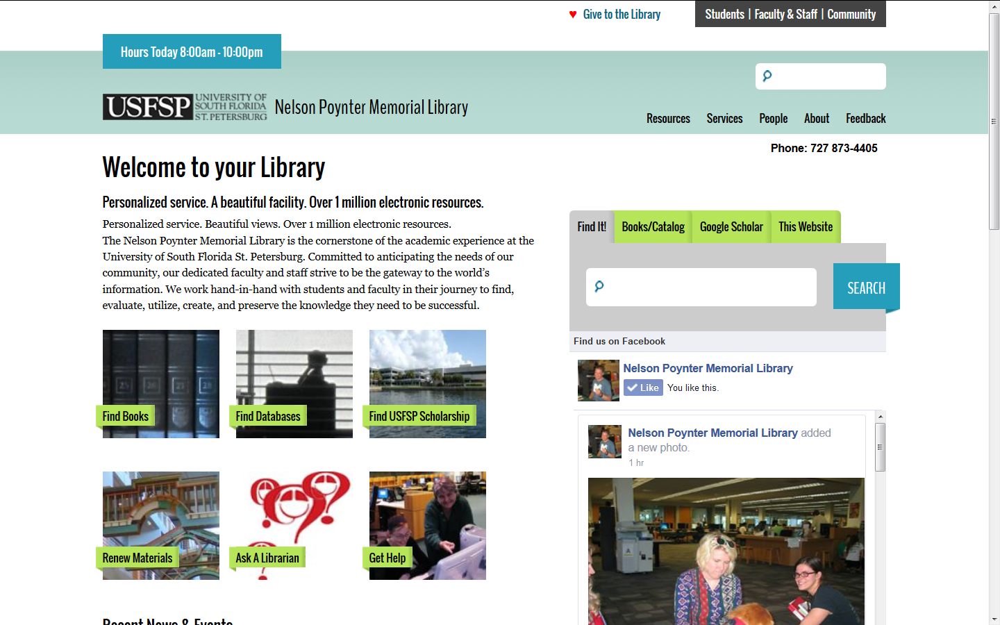 ♥ Give to the Library
Students | Faculty & Staff | Community
Hours Today 8:00am - 10:00pm
USFSP
UNIVERSITY OF
SOUTH FLORIDA
ST. PETERSBURG
Nelson Poynter Memorial Library
Resources Services People About Feedback
Phone: 727 873-4405
Welcome to your Library
Personalized service. A beautiful facility. Over 1 million electronic resources.
Personalized service. Beautiful views. Over 1 million electronic resources.
The Nelson Poynter Memorial Library is the cornerstone of the academic experience at the
University of South Florida St. Petersburg. Committed to anticipating the needs of our
community, our dedicated faculty and staff strive to be the gateway to the world’s
information. We work hand-in-hand with students and faculty in their journey to find,
evaluate, utilize, create, and preserve the knowledge they need to be successful.
Find Books
Find Databases
Find USFSP Scholarship
Renew Materials
Ask A Librarian
Get Help
Recent News & Events
Find It! Books/Catalog Google Scholar This Website
SEARCH
Find us on Facebook
Nelson Poynter Memorial Library
Like You like this.
Nelson Poynter Memorial Library added
a new photo.
1 hr